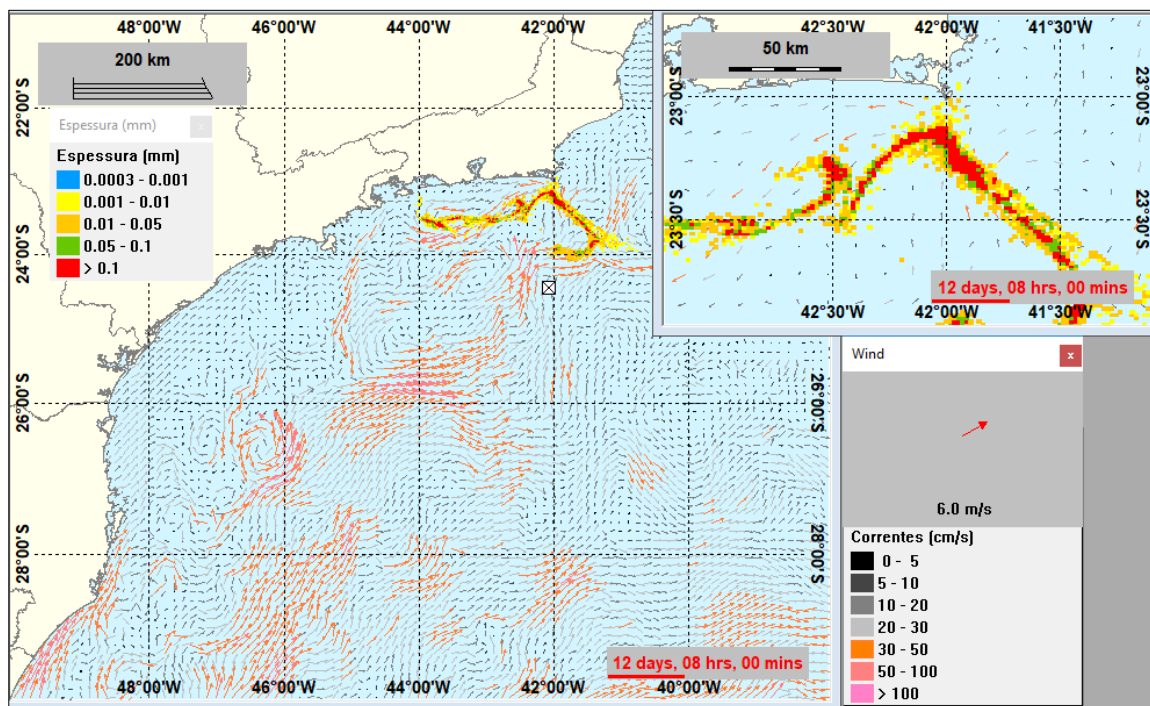 48°00'W 46°00'W 44°00'W 42°00'W
200 km
22°00'S
Espessura (mm) x
Espessura (mm)
0.0003 - 0.001
0.001 - 0.01
0.01 - 0.05
0.05 - 0.1
> 0.1
24°00'S
26°00'S
26°00'S
28°00'S
28°00'S
12 days, 08 hrs, 00 mins
48°00'W 46°00'W 44°00'W 42°00'W 40°00'W
42°30'W 42°00'W 41°30'W
50 km
23°00'S
23°00'S
23°30'S
23°30'S
12 days, 08 hrs, 00 mins
42°30'W 42°00'W 41°30'W
Wind x
6.0 m/s
Correntes (cm/s)
0 - 5
5 - 10
10 - 20
20 - 30
30 - 50
50 - 100
> 100